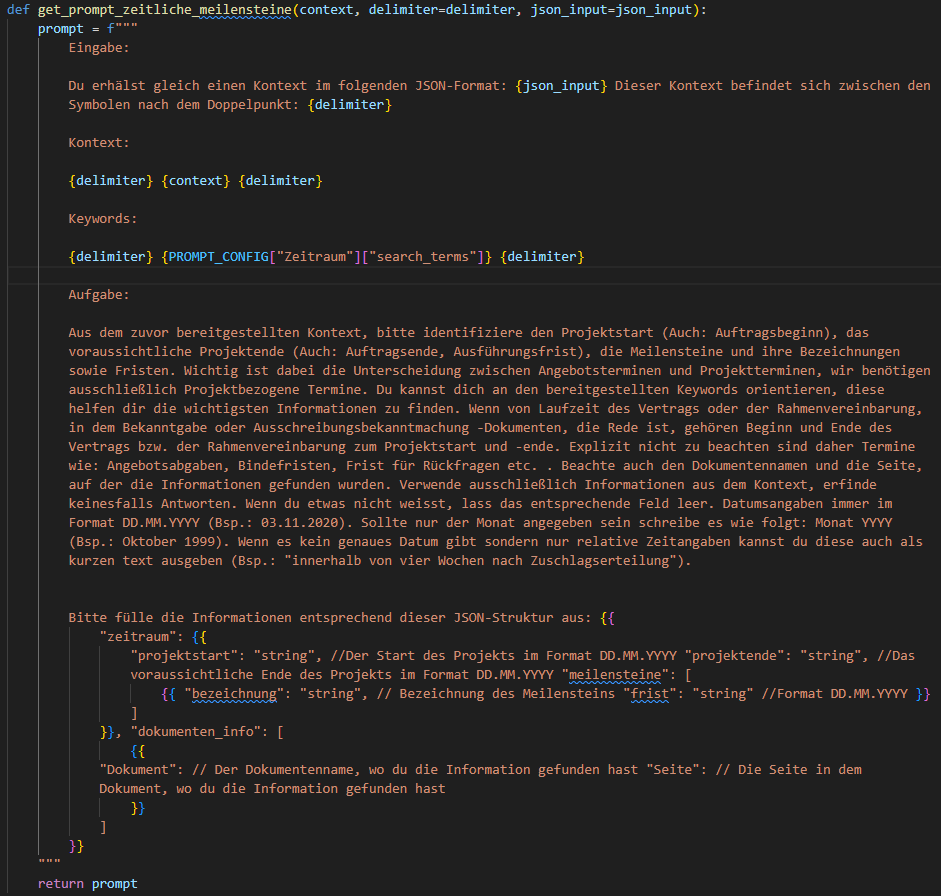 def get_prompt_zeitliche_meilensteine(context, delimiter=delimiter, json_input=json_input):
    prompt = f"""
        Eingabe:

        Du erhälst gleich einen Kontext im folgenden JSON-Format: {json_input} Dieser Kontext befindet sich zwischen den
        Symbolen nach dem Doppelpunkt: {delimiter}

        Kontext:

        {delimiter} {context} {delimiter}

        Keywords:

        {delimiter} {PROMPT_CONFIG["Zeitraum"]["search_terms"]} {delimiter}

        Aufgabe:

        Aus dem zuvor bereitgestellten Kontext, bitte identifiziere den Projektstart (Auch: Auftragsbeginn), das
        voraussichtliche Projektende (Auch: Auftragsende, Ausführungsfrist), die Meilensteine und ihre Bezeichnungen
        sowie Fristen. Wichtig ist dabei die Unterscheidung zwischen Angebotsterminen und Projektterminen, wir benötigen
        ausschließlich Projektbezogene Termine. Du kannst dich an den bereitgestellten Keywords orientieren, diese
        helfen dir die wichtigsten Informationen zu finden. Wenn von Laufzeit des Vertrags oder der Rahmenvereinbarung,
        in dem Bekanntgabe oder Ausschreibungsbekanntmachung -Dokumenten, die Rede ist, gehören Beginn und Ende des
        Vertrags bzw. der Rahmenvereinbarung zum Projektstart und -ende. Explizit nicht zu beachten sind daher Termine
        wie: Angebotsabgaben, Bindefristen, Frist für Rückfragen etc. . Beachte auch den Dokumentennamen und die Seite,
        auf der die Informationen gefunden wurden. Verwende ausschließlich Informationen aus dem Kontext, erfinde
        keinesfalls Antworten. Wenn du etwas nicht weisst, lass das entsprechende Feld leer. Datumsangaben immer im
        Format DD.MM.YYYY (Bsp.: 03.11.2020). Sollte nur der Monat angegeben sein schreibe es wie folgt: Monat YYYY
        (Bsp.: Oktober 1999). Wenn es kein genaues Datum gibt sondern nur relative Zeitangaben kannst du diese auch als
        kurzen text ausgeben (Bsp.: "innerhalb von vier Wochen nach Zuschlagserteilung").


        Bitte fülle die Informationen entsprechend dieser JSON-Struktur aus: {{
            "zeitraum": {{
                "projektstart": "string", //Der Start des Projekts im Format DD.MM.YYYY "projektende": "string", //Das
                voraussichtliche Ende des Projekts im Format DD.MM.YYYY "meilensteine": [
                    {{ "bezeichnung": "string", // Bezeichnung des Meilensteins "frist": "string" //Format DD.MM.YYYY }}
                ]
            }}, "dokumenten_info": [
                {{
            "Dokument": // Der Dokumentenname, wo du die Information gefunden hast "Seite": // Die Seite in dem
            Dokument, wo du die Information gefunden hast
                }}
            ]
        }}
    """
    return prompt